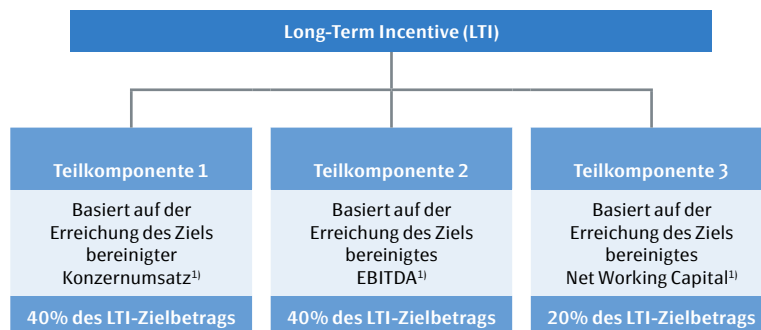 Long-Term Incentive (LTI)
Teilkomponente 1
Basiert auf der
Erreichung des Ziels
bereinigter
Konzernumsatz1)
40% des LTI-Zielbetrags
Teilkomponente 2
Basiert auf der
Erreichung des Ziels
bereinigtes
EBITDA1)
40% des LTI-Zielbetrags
Teilkomponente 3
Basiert auf der
Erreichung des Ziels
bereinigtes
Net Working Capital1)
20% des LTI-Zielbetrags